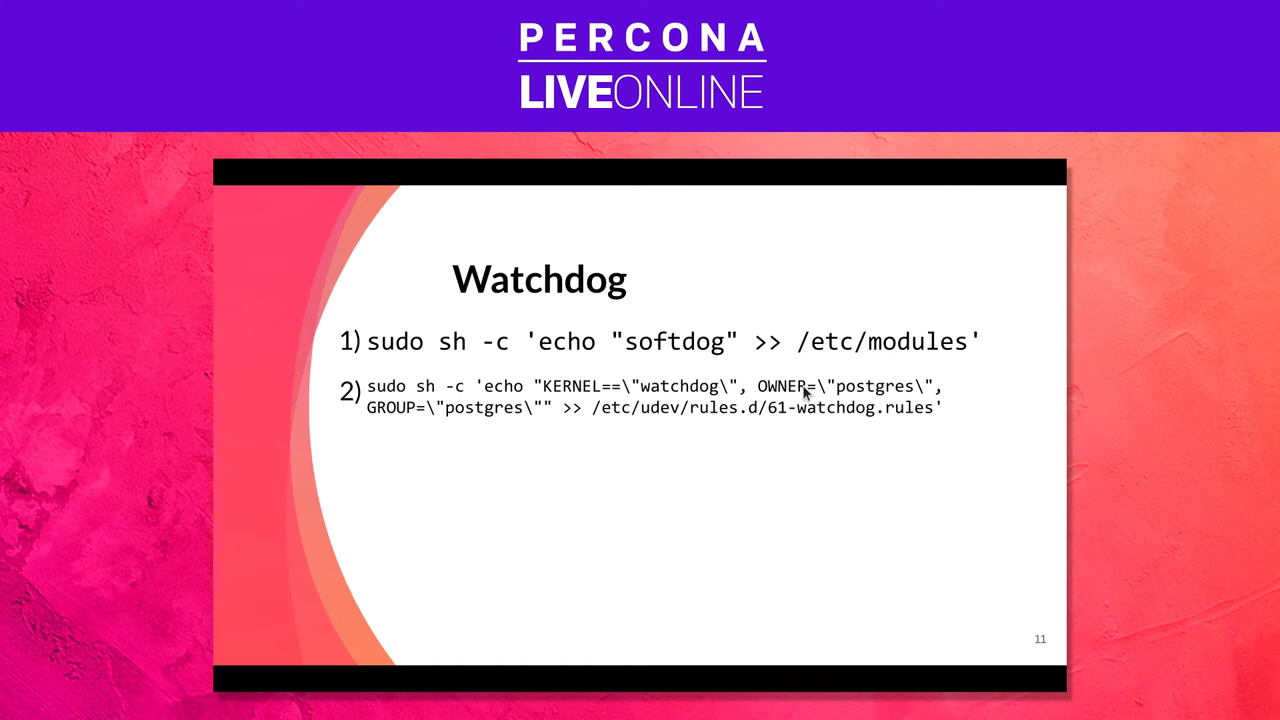 PERCONA
LIVEONLINE
Watchdog
1) sudo sh -c 'echo "softdog" >> /etc/modules'
2) sudo sh -c 'echo "KERNEL==\"watchdog\", OWNER=\"postgres\",
GROUP=\"postgres\"" >> /etc/udev/rules.d/61-watchdog.rules'
11